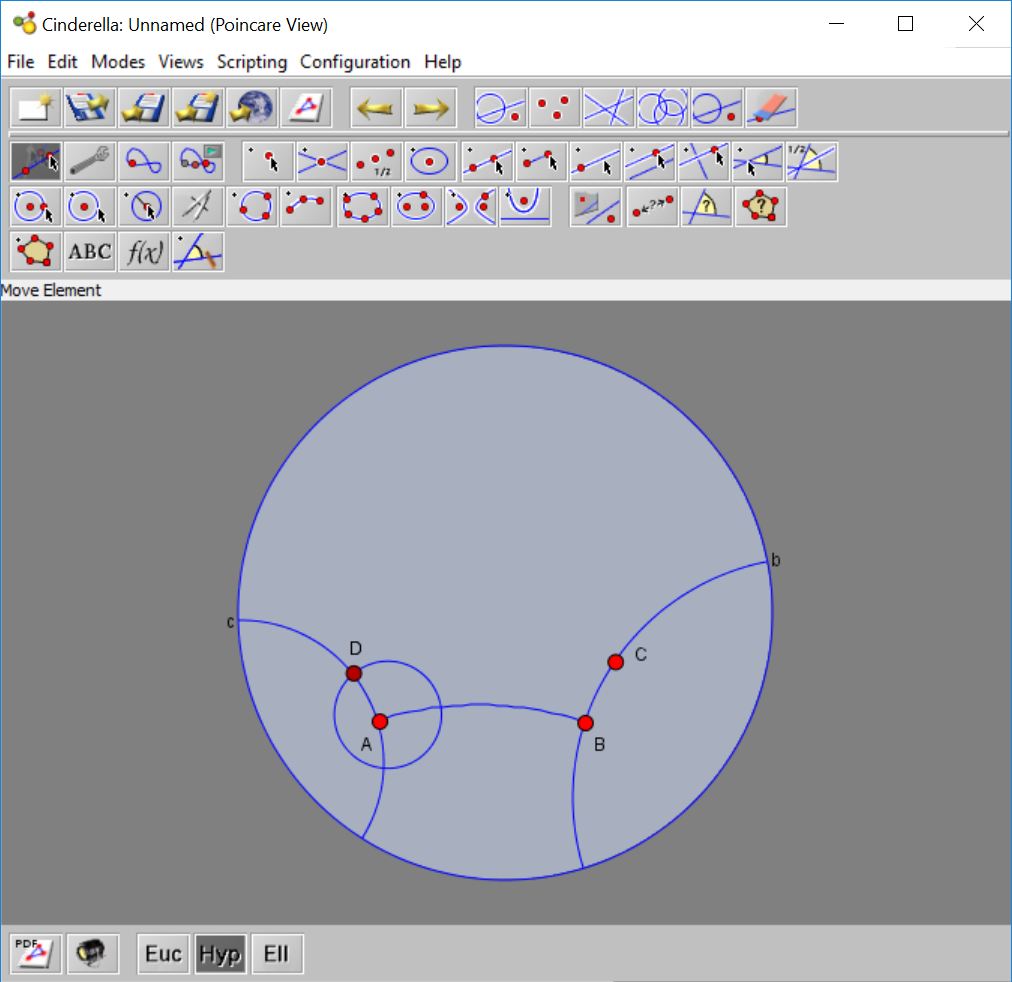 Cinderella: Unnamed (Poincare View)
File Edit Modes Views Scripting Configuration Help
1/2
1/2
?
?
?
ABC
f(x)
Move Element
b
c
D
C
A
B
PDF
Euc
Hyp
Ell